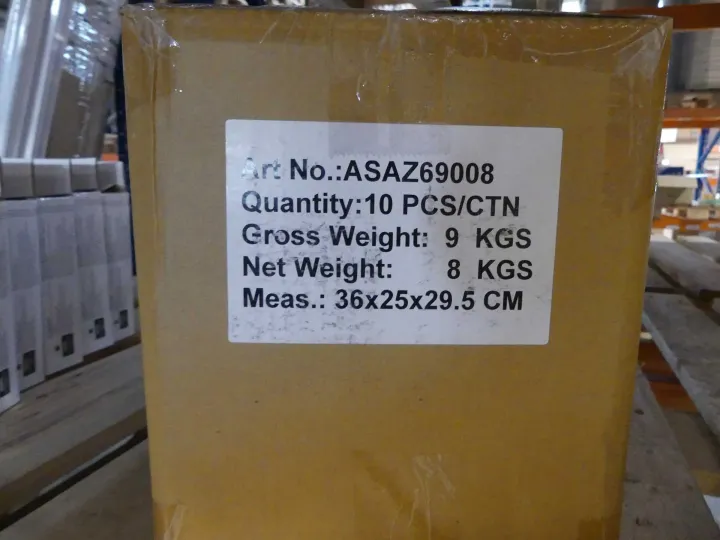 Art No.:ASAZ69008
Quantity:10 PCS/CTN
Gross Weight: 9 KGS
Net Weight: 8 KGS
Meas.: 36x25x29.5 CM